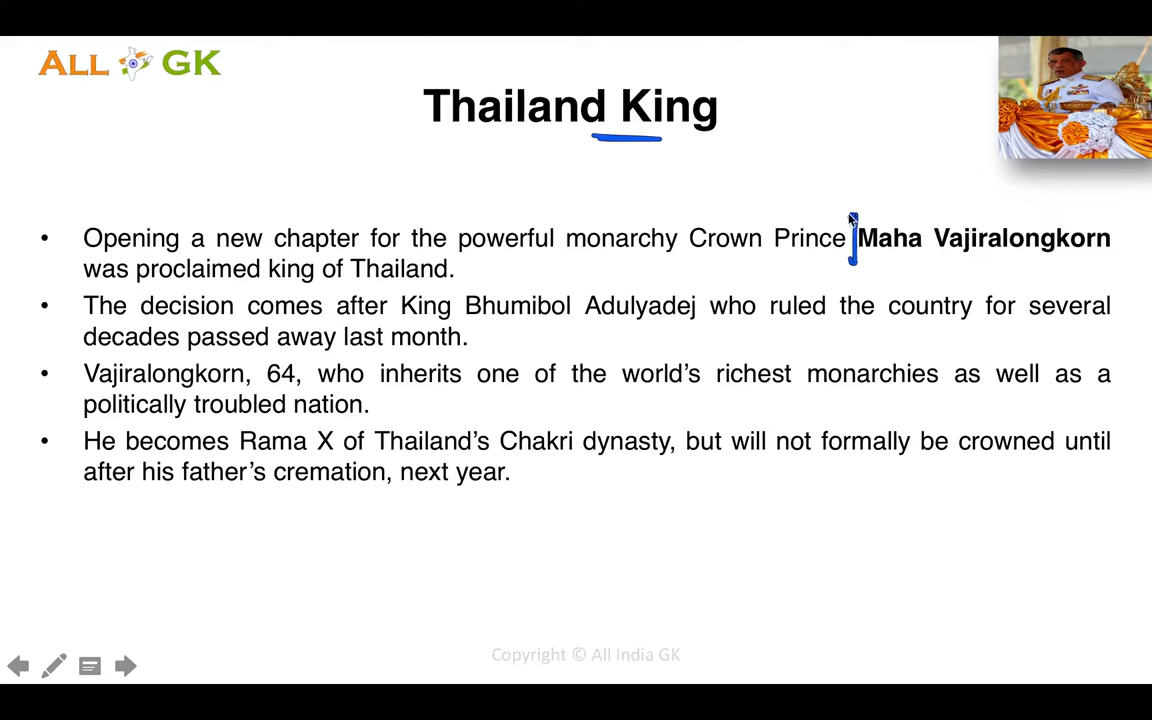 ALL GK
Thailand King
• Opening a new chapter for the powerful monarchy Crown Prince Maha Vajiralongkorn
was proclaimed king of Thailand.
• The decision comes after King Bhumibol Adulyadej who ruled the country for several
decades passed away last month.
• Vajiralongkorn, 64, who inherits one of the world’s richest monarchies as well as a
politically troubled nation.
• He becomes Rama X of Thailand’s Chakri dynasty, but will not formally be crowned until
after his father’s cremation, next year.
Copyright © All India GK